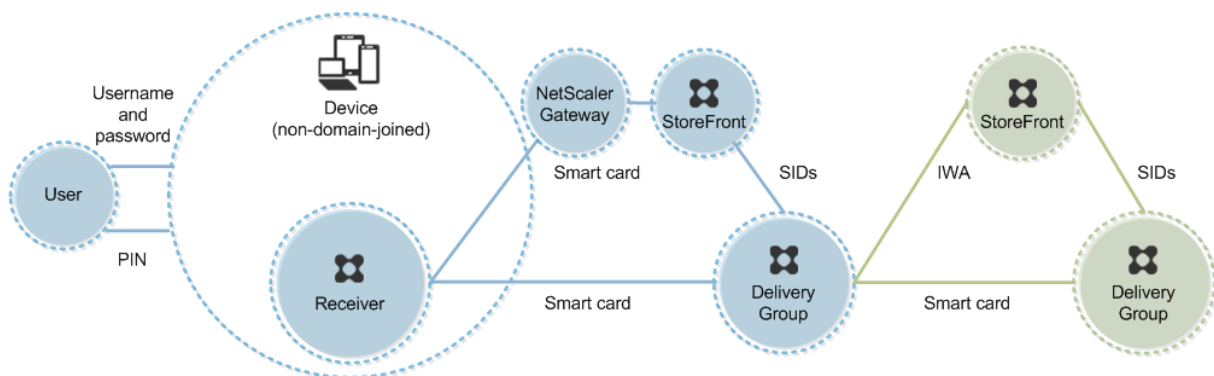 Username
and
password
User
PIN
Device
(non-domain-joined)
Receiver
NetScaler
Gateway
StoreFront
Smart card
SIDs
Smart card
Delivery
Group
StoreFront
IWA
SIDs
Smart card
Delivery
Group